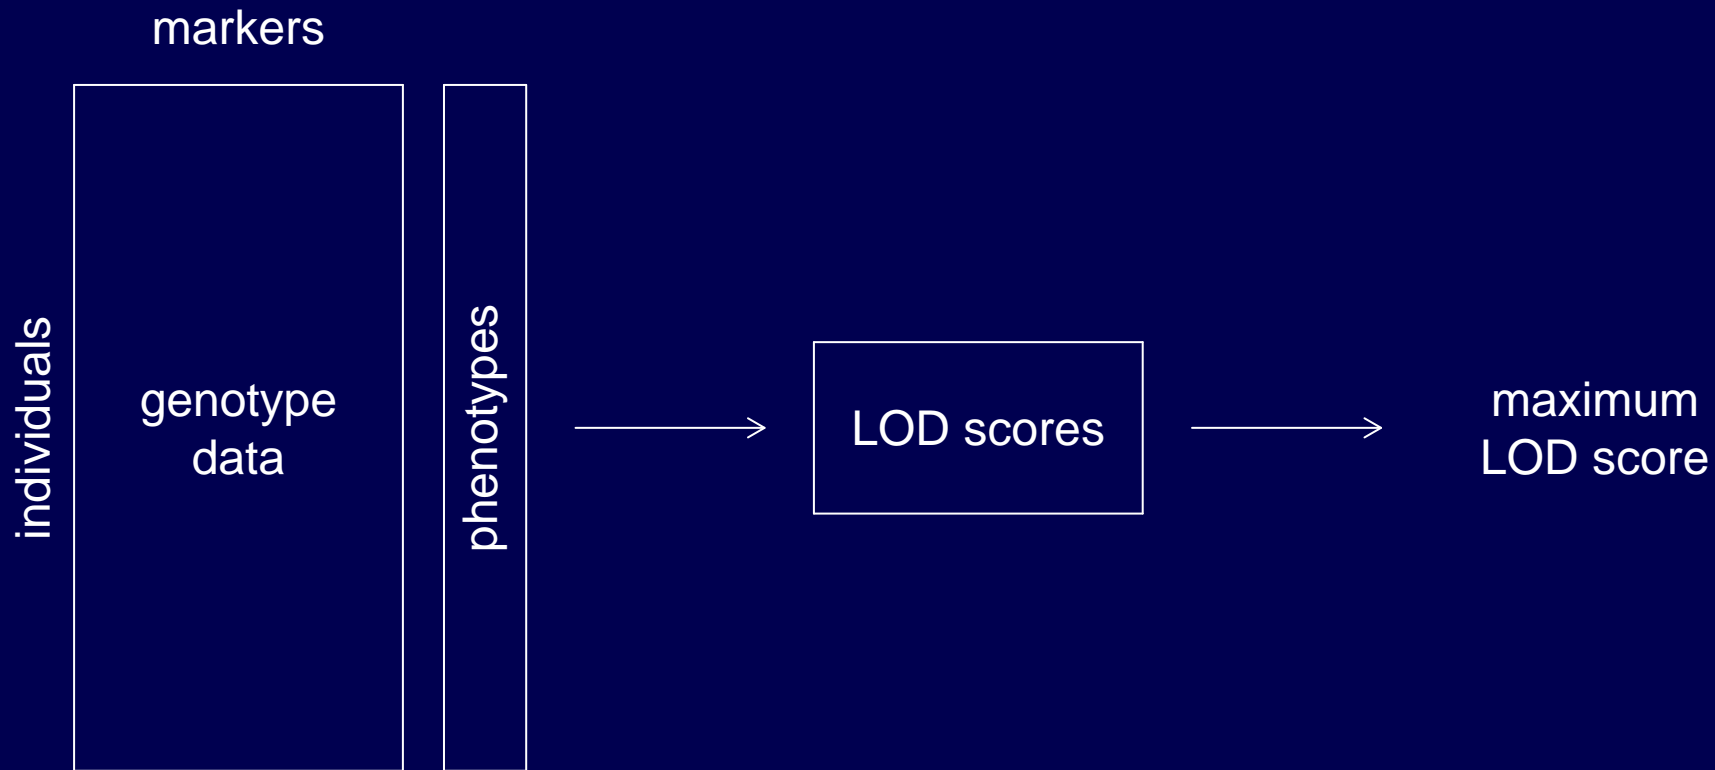 markers
individuals
genotype
data
phenotypes
LOD scores
maximum
LOD score